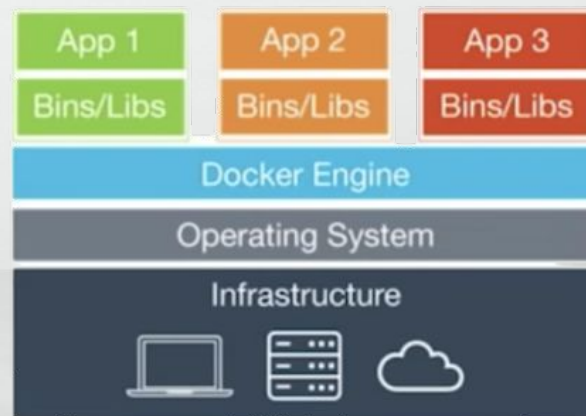 App 1 App 2 App 3
Bins/Libs Bins/Libs Bins/Libs
Docker Engine
Operating System
Infrastructure